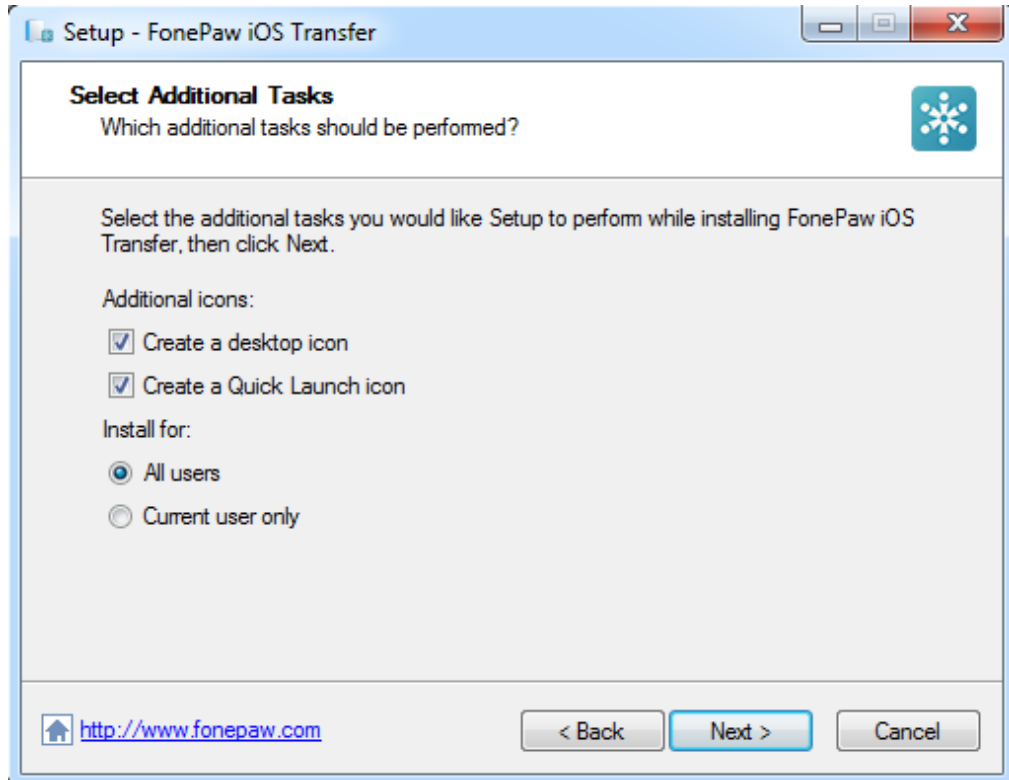 Setup - FonePaw iOS Transfer
Select Additional Tasks
Which additional tasks should be performed?
Select the additional tasks you would like Setup to perform while installing FonePaw iOS
Transfer, then click Next.
Additional icons:
Create a desktop icon
Create a Quick Launch icon
Install for:
All users
Current user only
http://www.fonepaw.com
< Back
Next >
Cancel